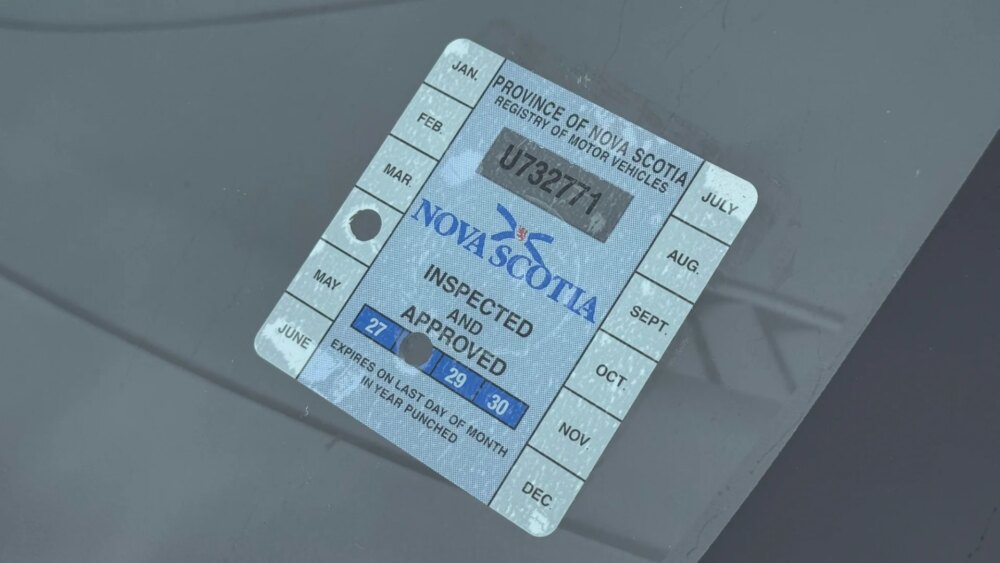 PROVINCE OF NOVA SCOTIA
REGISTRY OF MOTOR VEHICLES
U732771
NOVA SCOTIA
INSPECTED
AND
APPROVED
27 29 30
EXPIRES ON LAST DAY OF MONTH
IN YEAR PUNCHED
JAN.
FEB.
MAR.
MAY
JUNE
JULY
AUG.
SEPT.
OCT.
NOV.
DEC.